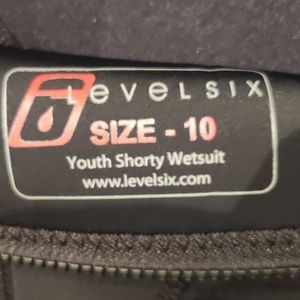 LEVELSIX
SIZE - 10
Youth Shorty Wetsuit
www.levelsix.com